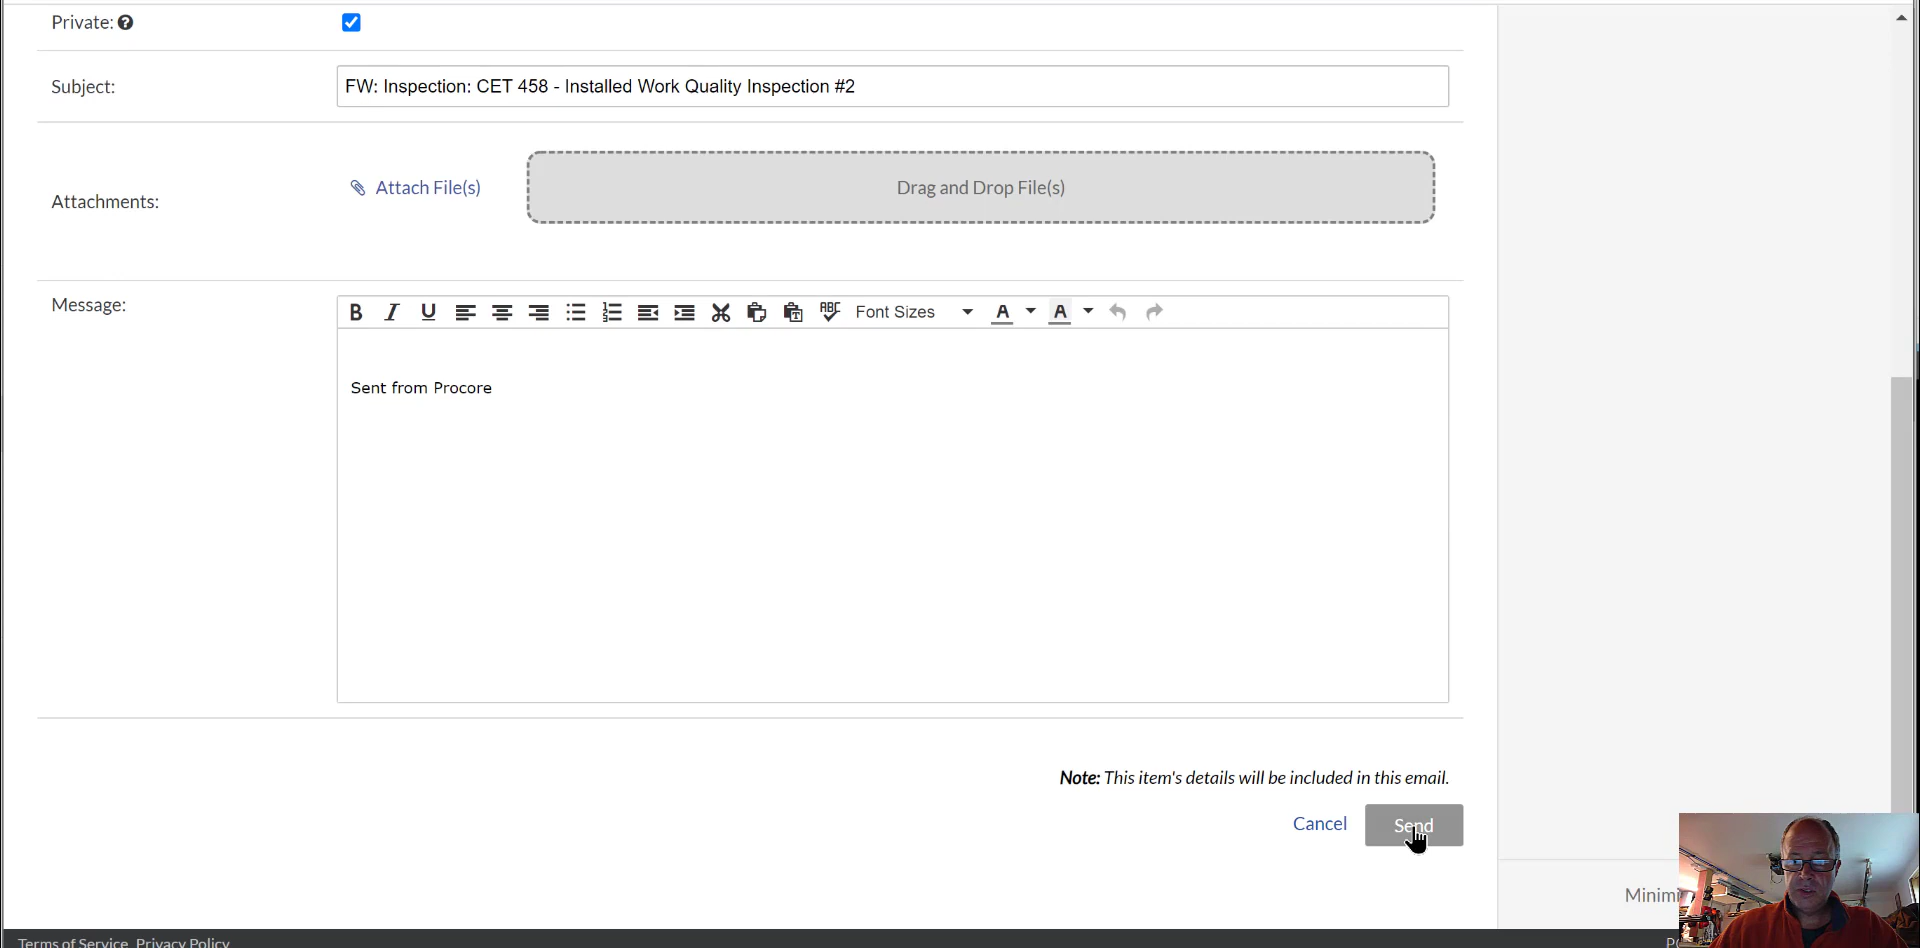 Private:
Subject:
FW: Inspection: CET 458 - Installed Work Quality Inspection #2
Attachments:
Attach File(s)
Drag and Drop File(s)
Message:
ABC
Font Sizes
Sent from Procore
Note: This item's details will be included in this email.
Cancel
Send
Terms of Service Privacy Policy